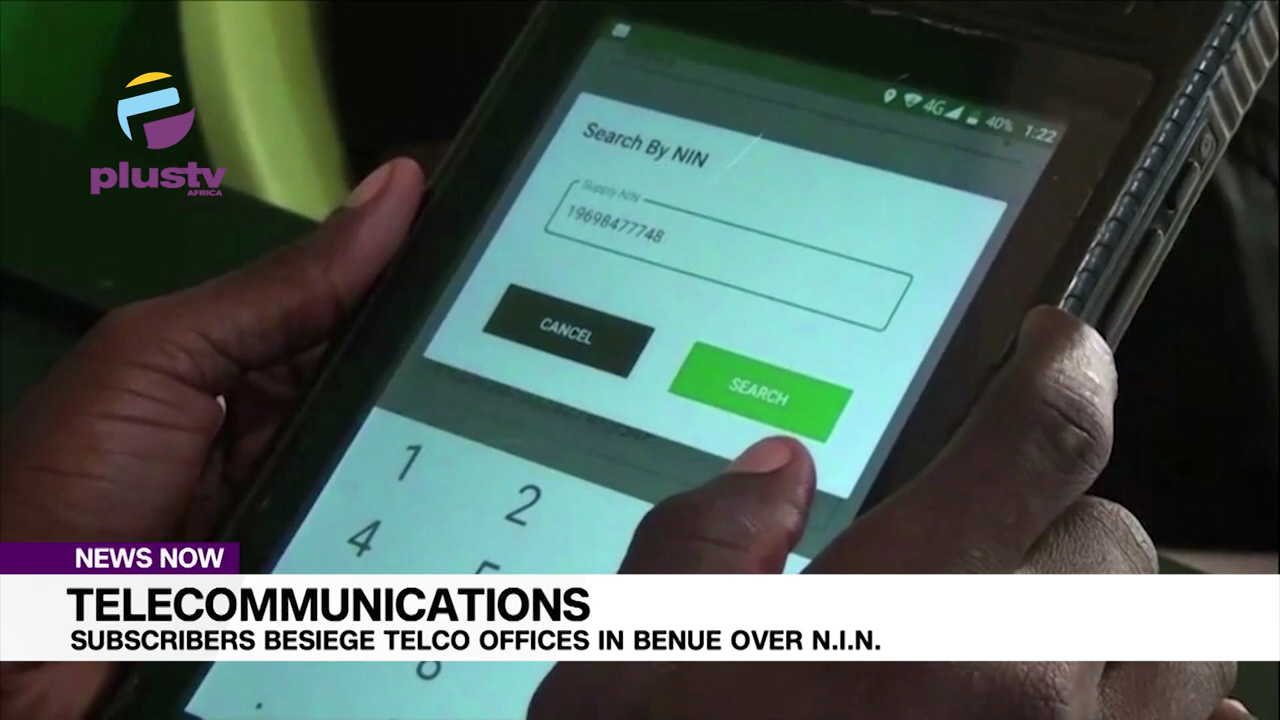 plustv
AFRICA
4G 40% 1:22
Search By NIN
Supply NIN
19698477748
CANCEL
SEARCH
1 2
4
8
NEWS NOW
TELECOMMUNICATIONS
SUBSCRIBERS BESIEGE TELCO OFFICES IN BENUE OVER N.I.N.